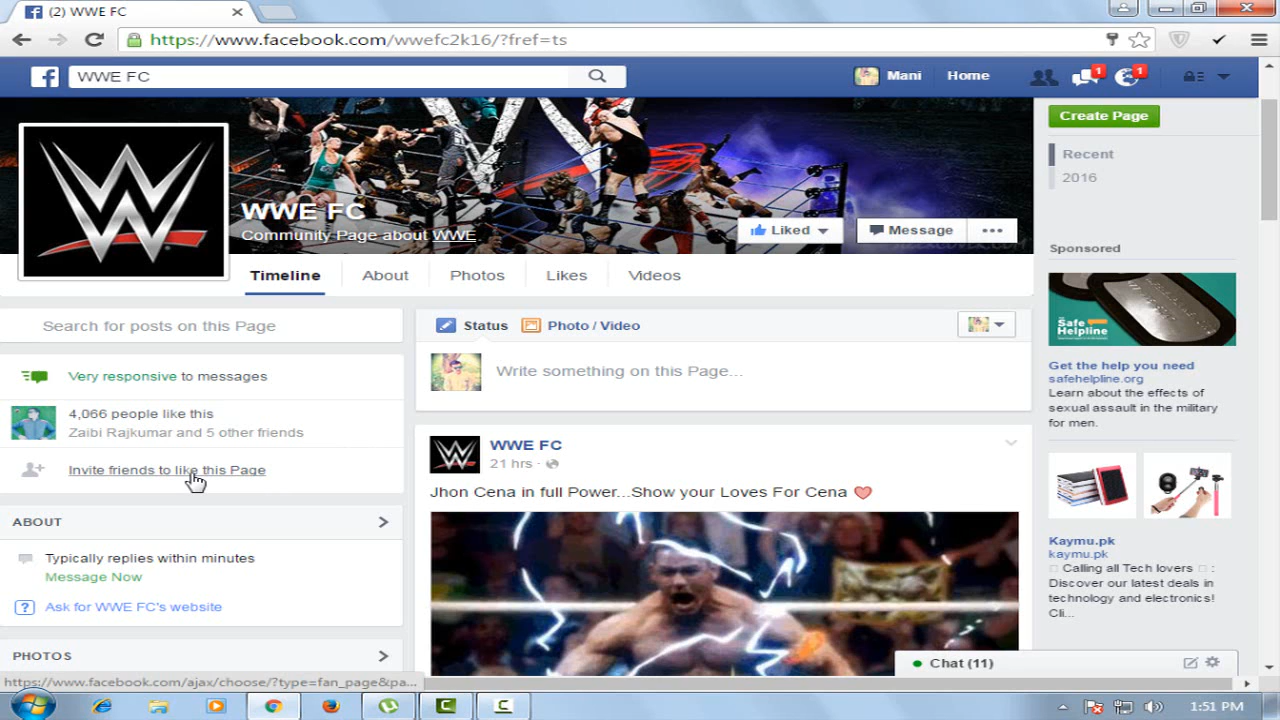 (2) WWE FC
https://www.facebook.com/wwefc2k16/?fref=ts
WWE FC
Mani
Home
1
1
WWE FC
Community Page about WWE
Liked
Message
Timeline
About
Photos
Likes
Videos
Create Page
Recent
2016
Search for posts on this Page
Very responsive to messages
4,066 people like this
Zaibi Rajkumar and 5 other friends
Invite friends to like this Page
ABOUT
Typically replies within minutes
Message Now
Ask for WWE FC's website
PHOTOS
Status
Photo / Video
Write something on this Page...
WWE FC
21 hrs ·
Jhon Cena in full Power...Show your Loves For Cena
Sponsored
Safe
Helpline
Get the help you need
safehelpline.org
Learn about the effects of
sexual assault in the military
for men.
Kaymu.pk
kaymu.pk
Calling all Tech lovers :
Discover our latest deals in
technology and electronics!
Cli...
Chat (11)
https://www.facebook.com/ajax/choose/?type=fan_page&pa...
1:51 PM